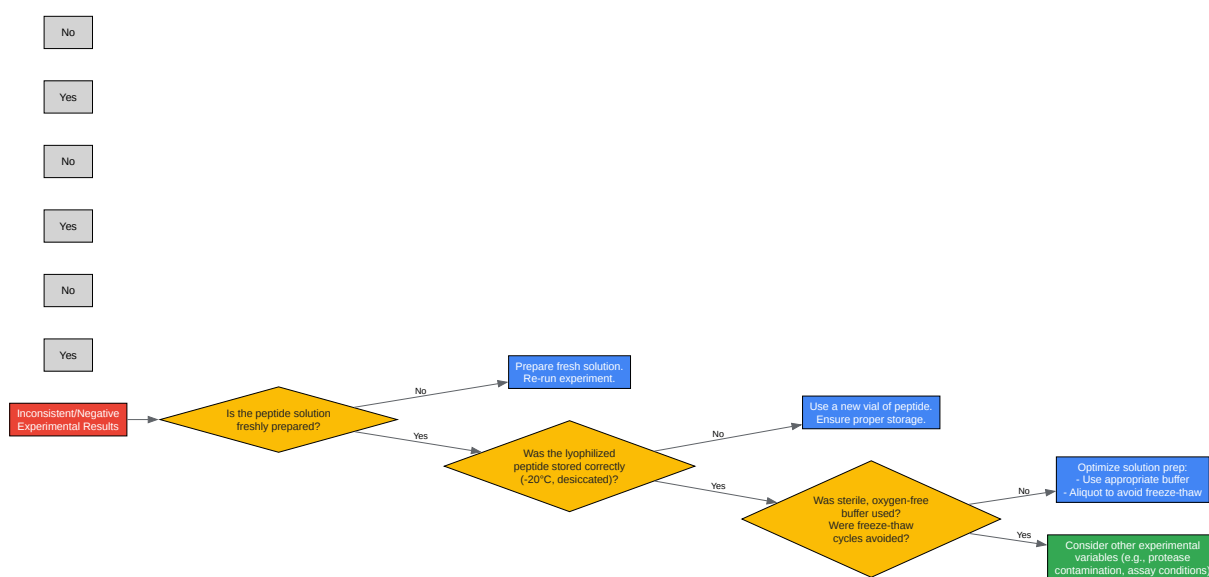 No
Yes
No
Yes
No
Yes
Inconsistent/Negative
Experimental Results
Is the peptide solution
freshly prepared?
No
Prepare fresh solution.
Re-run experiment.
Yes
Was the lyophilized
peptide stored correctly
(-20°C, desiccated)?
No
Use a new vial of peptide.
Ensure proper storage.
Yes
Was sterile, oxygen-free
buffer used?
Were freeze-thaw
cycles avoided?
No
Optimize solution prep:
- Use appropriate buffer
- Aliquot to avoid freeze-thaw
Yes
Consider other experimental
variables (e.g., protease
contamination, assay conditions)